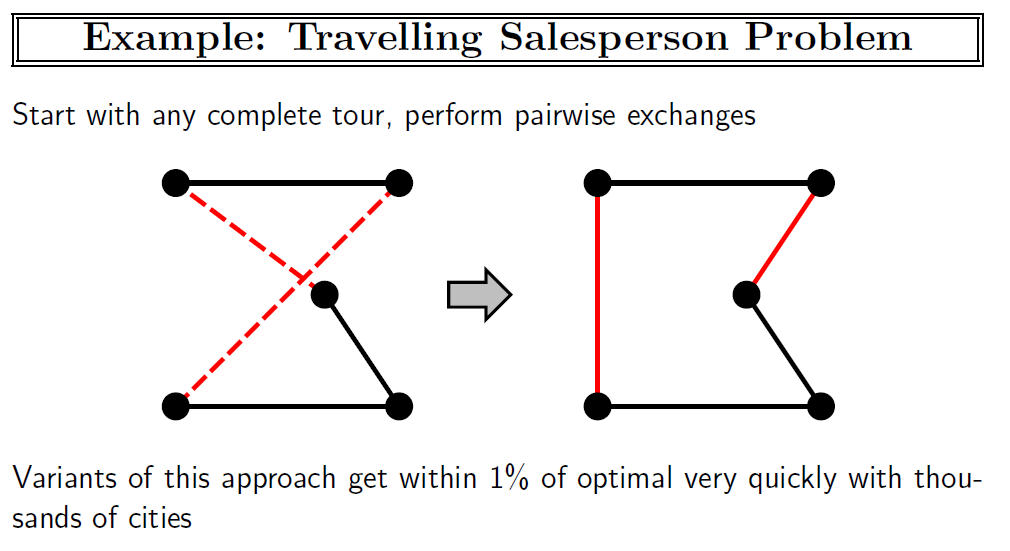 Example: Travelling Salesperson Problem
Start with any complete tour, perform pairwise exchanges
Variants of this approach get within 1% of optimal very quickly with thou-
sands of cities